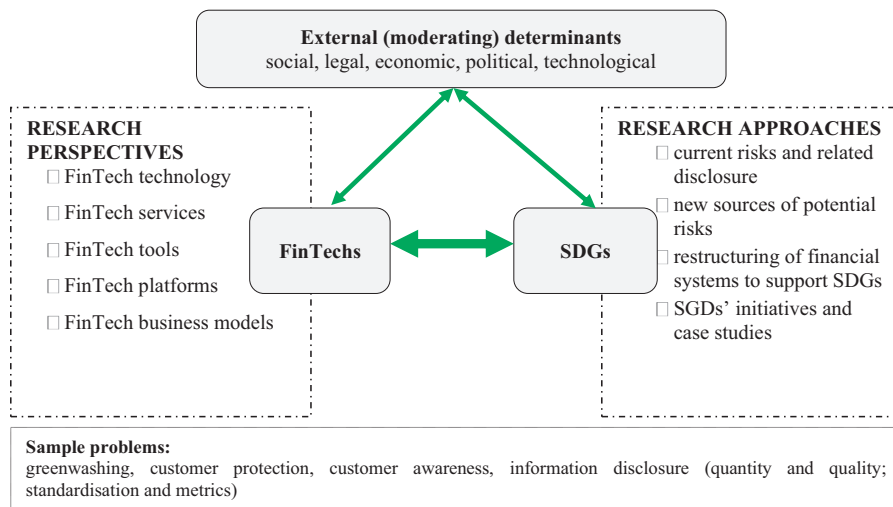 External (moderating) determinants
social, legal, economic, political, technological
RESEARCH
PERSPECTIVES
□ FinTech technology
□ FinTech services
□ FinTech tools
□ FinTech platforms
□ FinTech business models
FinTechs
SDGs
RESEARCH APPROACHES
□ current risks and related
disclosure
□ new sources of potential
risks
□ restructuring of financial
systems to support SDGs
□ SGDs’ initiatives and
case studies
Sample problems:
greenwashing, customer protection, customer awareness, information disclosure (quantity and quality;
standardisation and metrics)